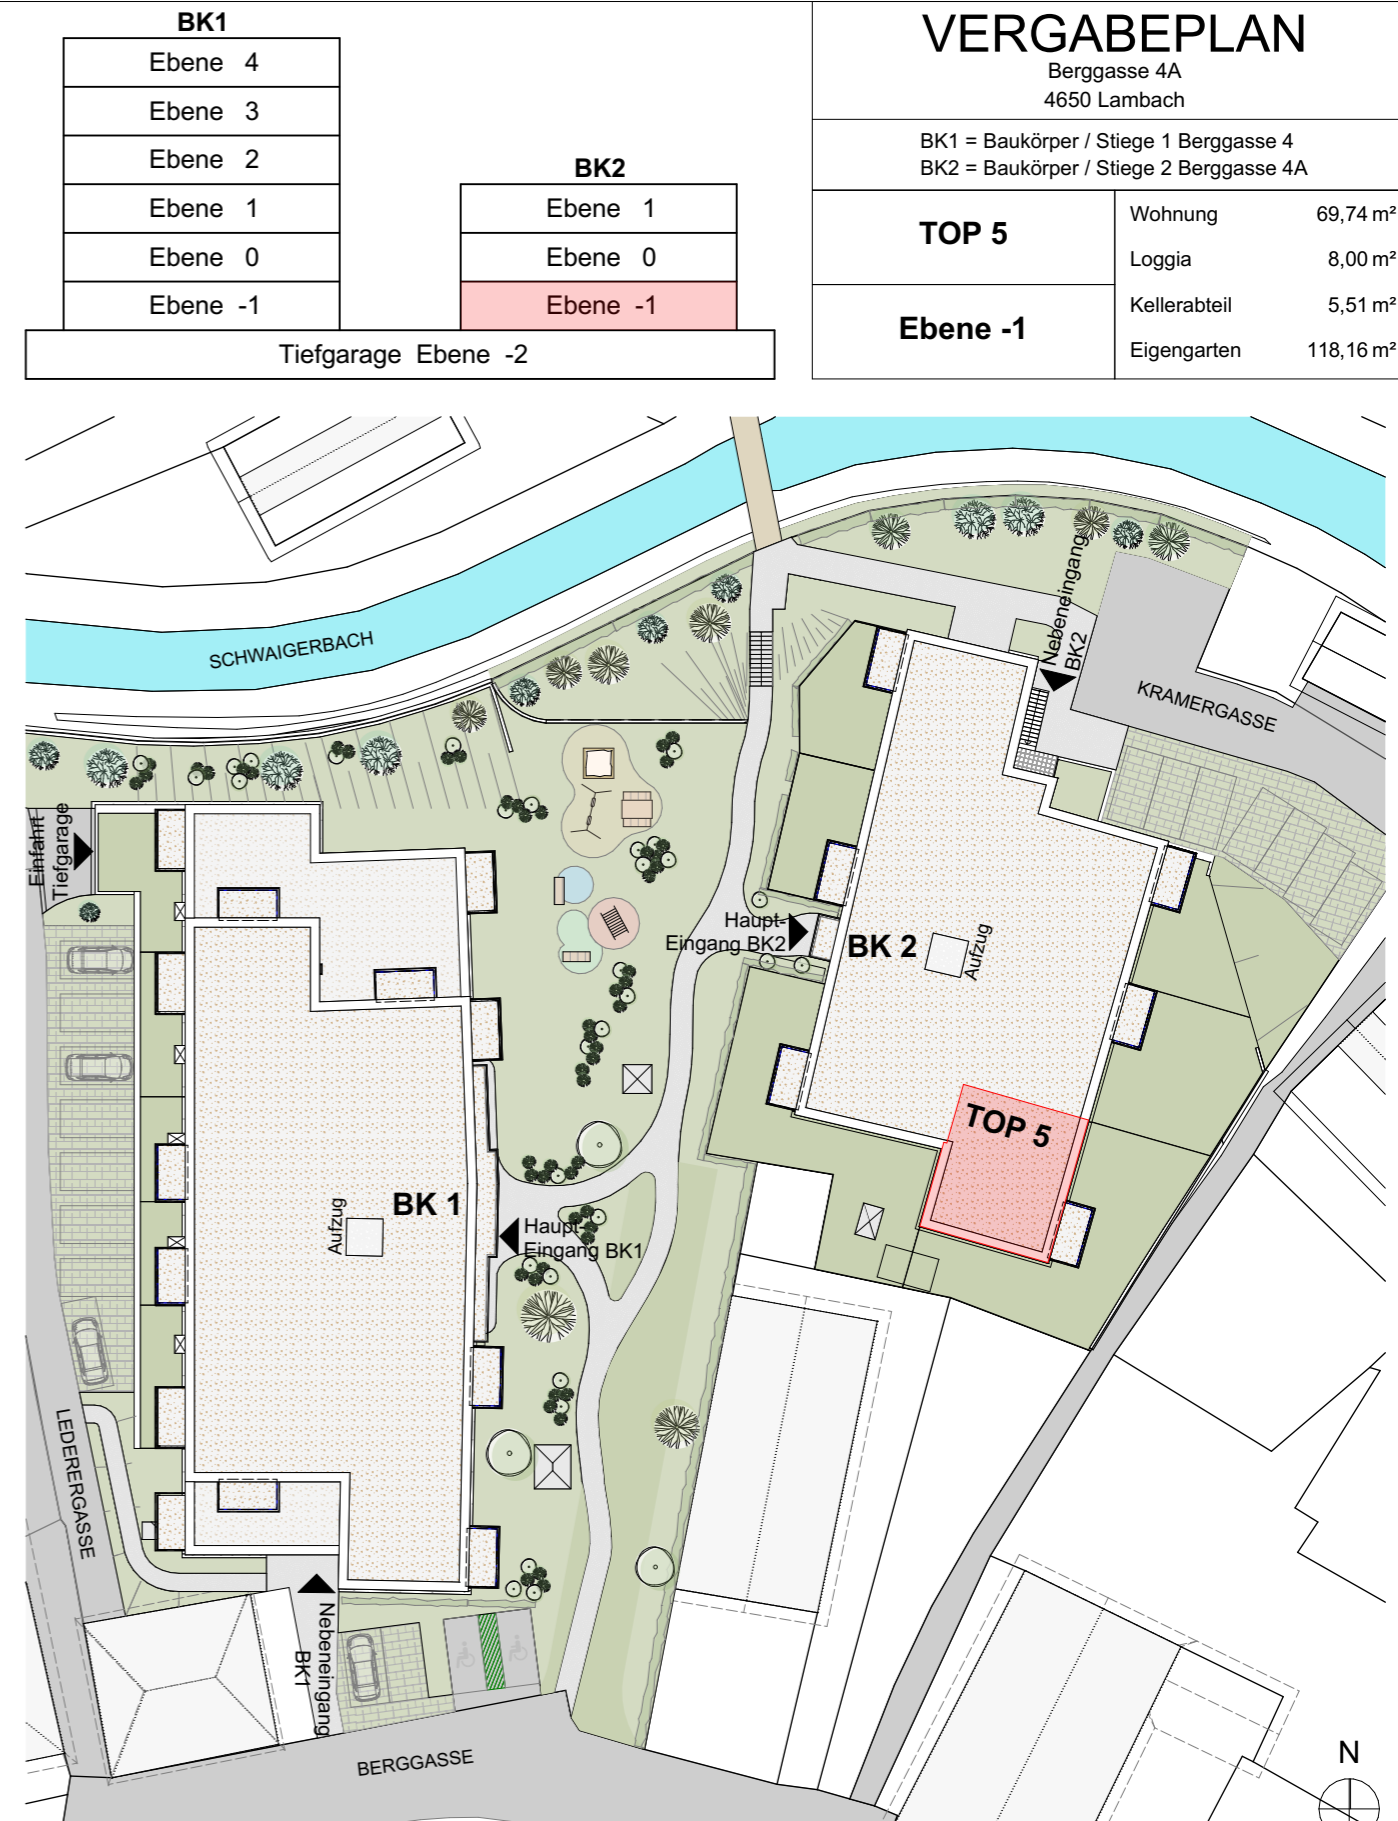 BK1
Ebene 4
Ebene 3
Ebene 2
Ebene 1
Ebene 0
Ebene -1
BK2
Ebene 1
Ebene 0
Ebene -1
Tiefgarage Ebene -2
VERGABEPLAN
Berggasse 4A
4650 Lambach
BK1 = Baukörper / Stiege 1 Berggasse 4
BK2 = Baukörper / Stiege 2 Berggasse 4A
TOP 5
Ebene -1
Wohnung 69,74 m²
Loggia 8,00 m²
Kellerabteil 5,51 m²
Eigengarten 118,16 m²
SCHWAIGERBACH
Nebeneingang
BK2
KRAMERGASSE
Einfahrt
Tiefgarage
Haupt-
Eingang BK2
BK 2
Aufzug
TOP 5
BK 1
Aufzug
Haupt-
Eingang BK1
LEDERERGASSE
Nebeneingang
BK1
BERGGASSE
N